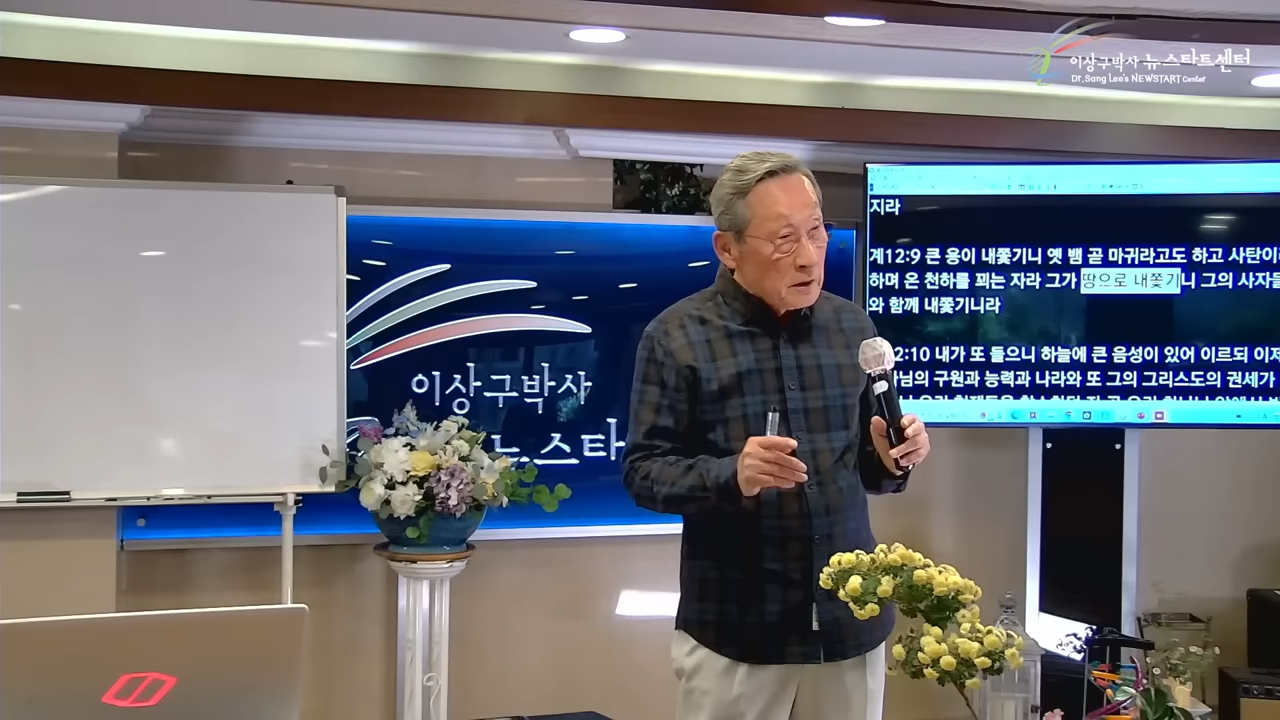 이상구박사 뉴스타트센터
Dr. Sang Lee's NEWSTART Center
지라
계12:9 큰 용이 내쫓기니 옛 뱀 곧 마귀라고도 하고 사탄이라
하며 온 천하를 꾀는 자라 그가 땅으로 내쫓기니 그의 사자들
와 함께 내쫓기니라
2:10 내가 또 들으니 하늘에 큰 음성이 있어 이르되 이제
나님의 구원과 능력과 나라와 또 그의 그리스도의 권세가
이상구박사
뉴스타